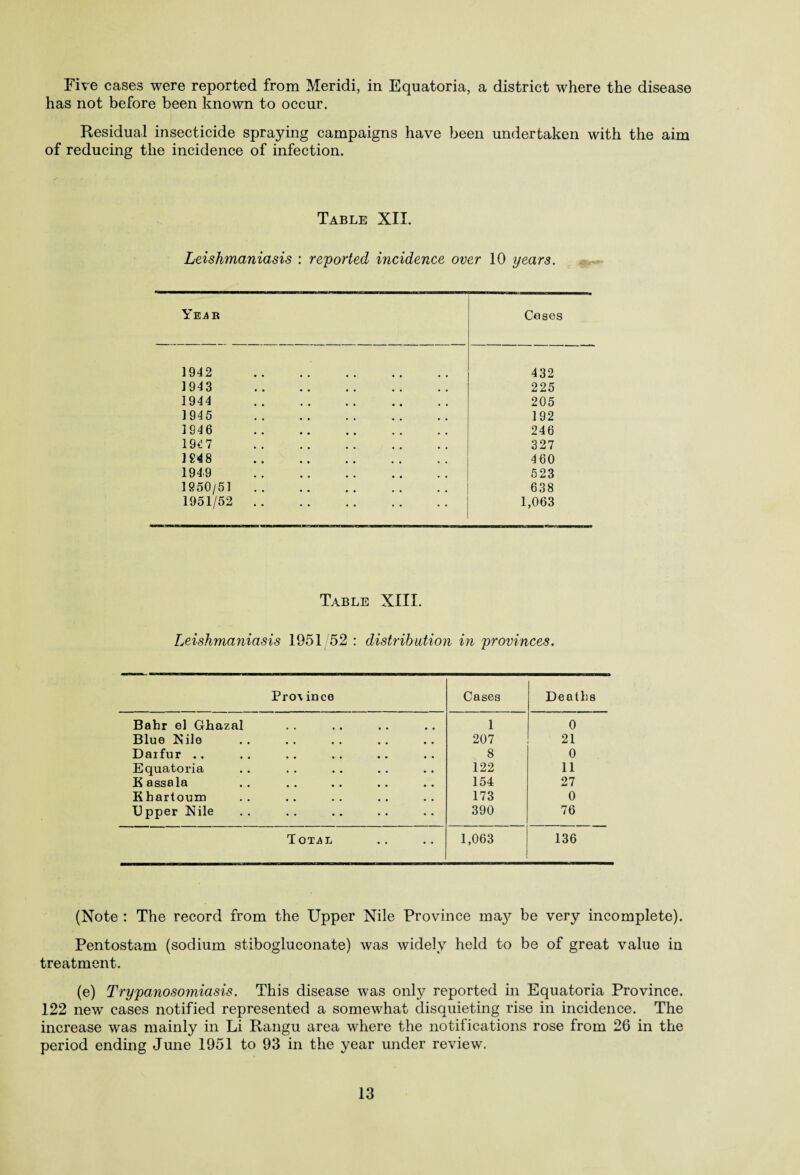 Five cases were reported from Meridi, in Equatoria, a district where the disease
has not before been known to occur.
Residual insecticide spraying campaigns have been undertaken with the aim
of reducing the incidence of infection.
Table XII.
Leishmaniasis : reported incidence over 10 years.
Year Cases
1942 .. .. .. .. .. 432
1943 .. .. .. .. .. 225
1944 .. .. .. .. .. 205
1945 .. .. .. .. .. 192
1946 .. .. .. .. .. 246
1947 .. .. .. .. .. 327
1948 .. .. .. .. .. 460
1949 .. .. .. .. .. 523
1950/51 .. .. .. .. .. 638
1951/52 .. .. .. .. .. 1,063
Table XIII.
Leishmaniasis 1951/52 : distribution in provinces.
Province Cases Deaths
Bahr el Ghazal .. .. .. .. 1 0
Blue Nile .. .. .. .. .. 207 21
Darfur .. .. .. .. .. .. 8 0
Equatoria .. .. .. .. .. 122 11
Kassala .. .. .. .. .. 154 27
Khartoum .. .. .. .. .. 173 0
Upper Nile .. .. .. .. .. 390 76
Total .. .. 1,063 136
(Note : The record from the Upper Nile Province may be very incomplete).
Pentostam (sodium stibogluconate) was widely held to be of great value in
treatment.
(e) Trypanosomiasis. This disease was only reported in Equatoria Province.
122 new cases notified represented a somewhat disquieting rise in incidence. The
increase was mainly in Li Rangu area where the notifications rose from 26 in the
period ending June 1951 to 93 in the year under review.
13